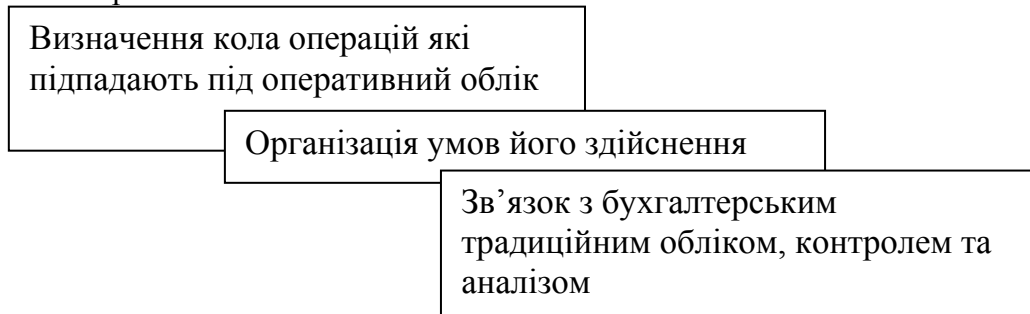 Визначення кола операцій які
підпадають під оперативний облік
Організація умов його здійснення
Зв’язок з бухгалтерським
традиційним обліком, контролем та
аналізом